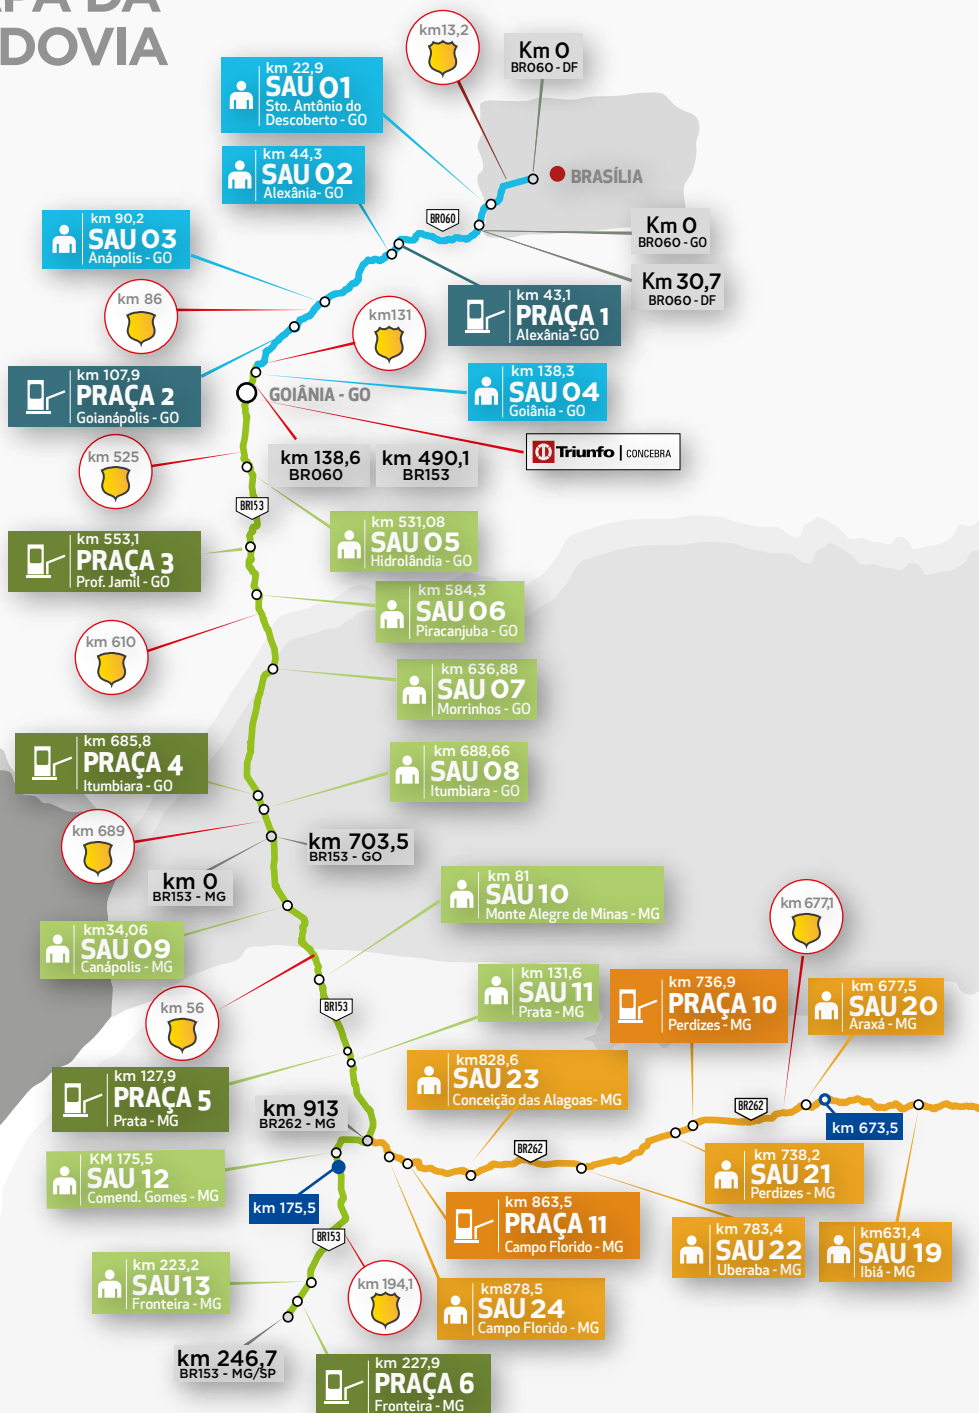 APA DA
DOVIA
km13,2
Km 0
BR060 - DF
km 22,9
SAU 01
Sto. Antônio do
Descoberto - GO
km 44,3
SAU 02
Alexânia- GO
BRASÍLIA
BR060
km 90,2
SAU 03
Anápolis - GO
Km 0
BR060 - GO
Km 30,7
BR060 - DF
km 86
km 43,1
PRAÇA 1
Alexânia - GO
km131
km 107,9
PRAÇA 2
Goianápolis - GO
km 138,3
SAU 04
Goiânia - GO
GOIÂNIA - GO
km 525
km 138,6
BR060
km 490,1
BR153
Triunfo | CONCEBRA
BR153
km 531,08
SAU 05
Hidrolândia - GO
km 553,1
PRAÇA 3
Prof. Jamil - GO
km 584,3
SAU 06
Piracanjuba - GO
km 610
km 636,88
SAU 07
Morrinhos - GO
km 685,8
PRAÇA 4
Itumbiara - GO
km 688,66
SAU 08
Itumbiara - GO
km 689
km 703,5
BR153 - GO
km 0
BR153 - MG
km 81
SAU 10
Monte Alegre de Minas - MG
km 677,1
km34,06
SAU 09
Canápolis - MG
km 131,6
SAU 11
Prata - MG
km 736,9
PRAÇA 10
Perdizes - MG
km 677,5
SAU 20
Araxá - MG
km 56
BR153
km 127,9
PRAÇA 5
Prata - MG
km828,6
SAU 23
Conceição das Alagoas- MG
km 913
BR262 - MG
BR262
km 673,5
BR262
KM 175,5
SAU 12
Comend. Gomes - MG
km 738,2
SAU 21
Perdizes - MG
km 175,5
km 863,5
PRAÇA 11
Campo Florido - MG
km 783,4
SAU 22
Uberaba - MG
km631,4
SAU 19
Ibiá - MG
BR153
km 223,2
SAU13
Fronteira - MG
km 194,1
km878,5
SAU 24
Campo Florido - MG
km 246,7
BR153 - MG/SP
km 227,9
PRAÇA 6
Fronteira - MG